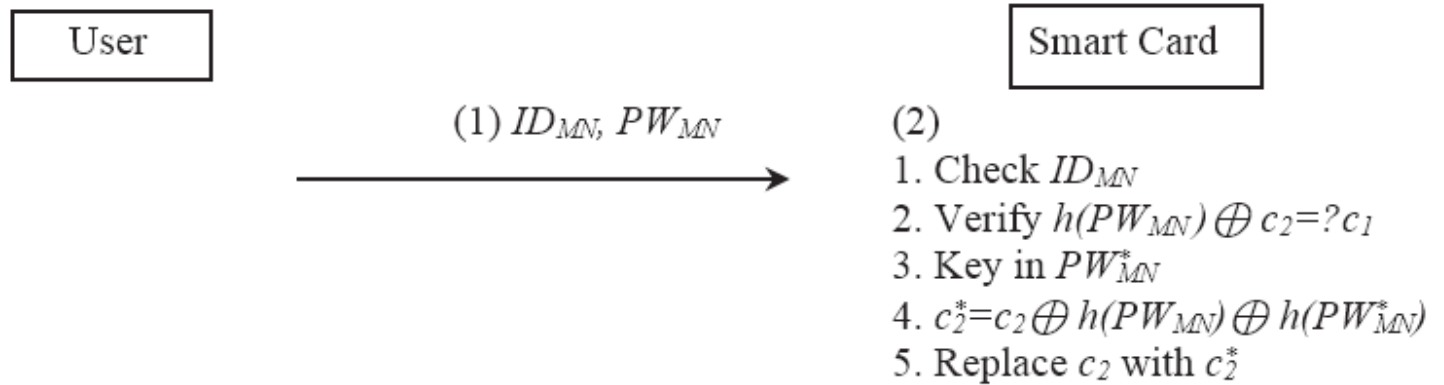 User
Smart Card
(1) ID_MN, PW_MN
(2)
1. Check ID_MN
2. Verify h(PW_MN) ⊕ c_2=?c_1
3. Key in PW*_MN
4. c*_2=c_2 ⊕ h(PW_MN) ⊕ h(PW*_MN)
5. Replace c_2 with c*_2